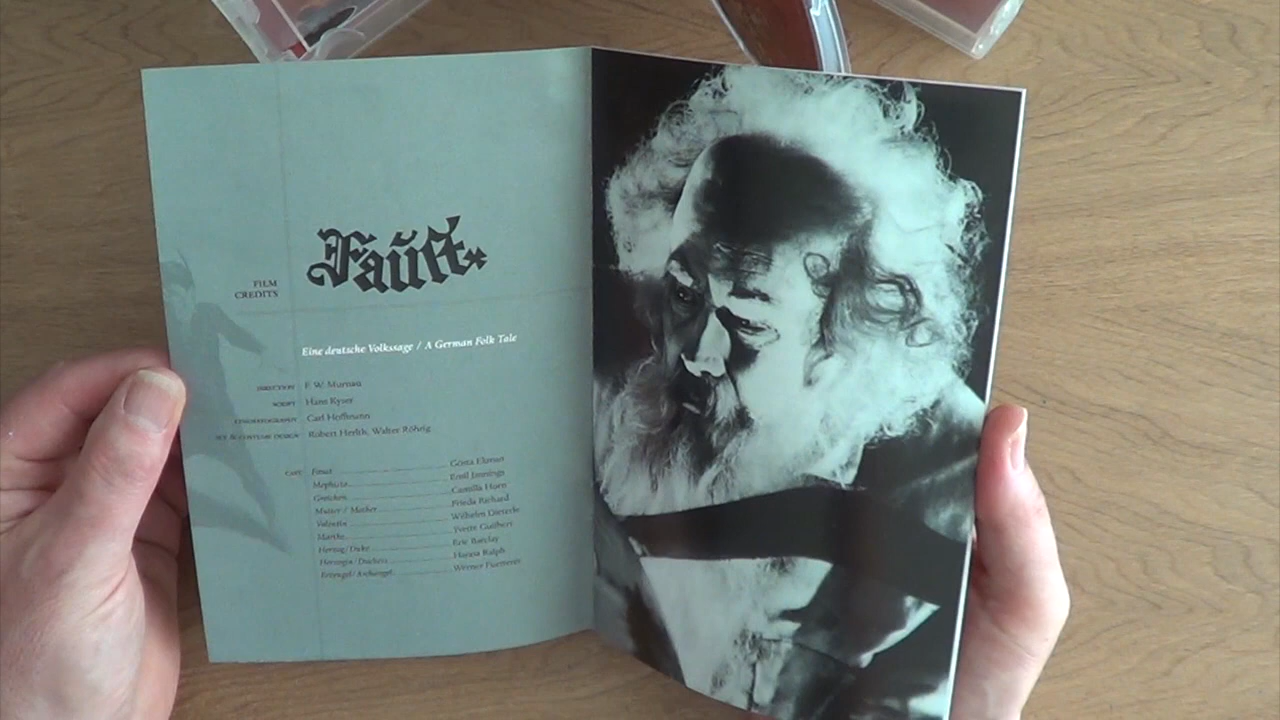 Fauſt
FILM
CREDITS
Eine deutsche Volkssage / A German Folk Tale
DIRECTION F. W. Murnau
SCRIPT Hans Kyser
CINEMATOGRAPHY Carl Hoffmann
SET & COSTUME DESIGN Robert Herlth, Walter Röhrig
CAST Faust Gösta Ekman
Mephisto Emil Jannings
Gretchen Camilla Horn
Mutter / Mother Frieda Richard
Valentin Wilhelm Dieterle
Marthe Yvette Guilbert
Herzog / Duke Eric Barclay
Herzogin / Duchess Hanna Ralph
Erzengel / Archangel Werner Fuetterer